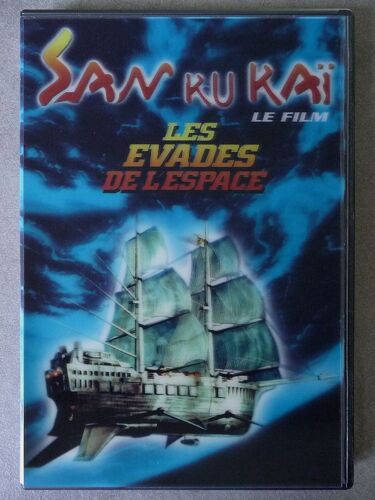 SAN KU KAÏ
LE FILM
LES
EVADES
DE L'ESPACE